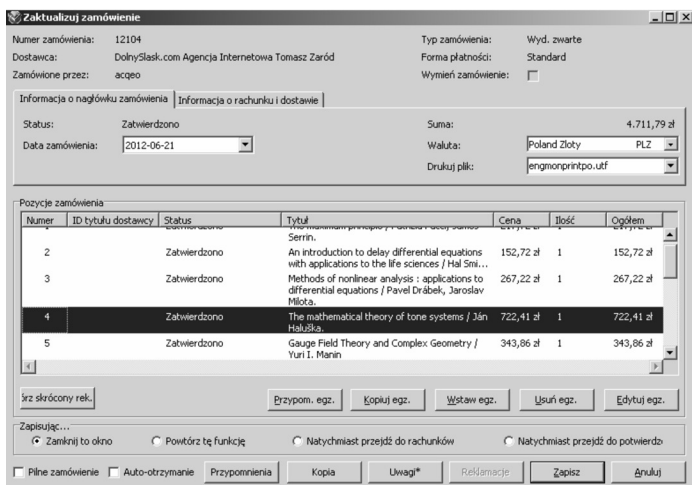 Zaktualizuj zamówienie
Numer zamówienia: 12104 Typ zamówienia: Wyd. zwarte
Dostawca: DolnySlask.com Agencja Internetowa Tomasz Zaród Forma płatności: Standard
Zamówione przez: acqeo Wymień zamówienie:
Informacja o nagłówku zamówienia Informacja o rachunku i dostawie
Status: Zatwierdzono Suma: 4.711,79 zł
Data zamówienia: 2012-06-21 Waluta: Poland Zloty PLZ
Drukuj plik: engmonprintpo.utf
Pozycje zamówienia
Numer ID tytułu dostawcy Status Tytuł Cena Ilość Ogółem
Serrin.
2 Zatwierdzono An introduction to delay differential equations 152,72 zł 1 152,72 zł
with applications to the life sciences / Hal Smi...
3 Zatwierdzono Methods of nonlinear analysis : applications to 267,22 zł 1 267,22 zł
differential equations / Pavel Drábek, Jaroslav
Milota.
4 Zatwierdzono The mathematical theory of tone systems / Ján 722,41 zł 1 722,41 zł
Haluška.
5 Zatwierdzono Gauge Field Theory and Complex Geometry / 343,86 zł 1 343,86 zł
Yuri I. Manin
órz skrócony rek. Przypom. egz. Kopiuj egz. Wstaw egz. Usuń egz. Edytuj egz.
Zapisując...
Zamknij to okno Powtórz tę funkcję Natychmiast przejdź do rachunków Natychmiast przejdź do potwierdze
Pilne zamówienie Auto-otrzymanie Przypomnienia Kopia Uwagi* Reklamacje Zapisz Anuluj